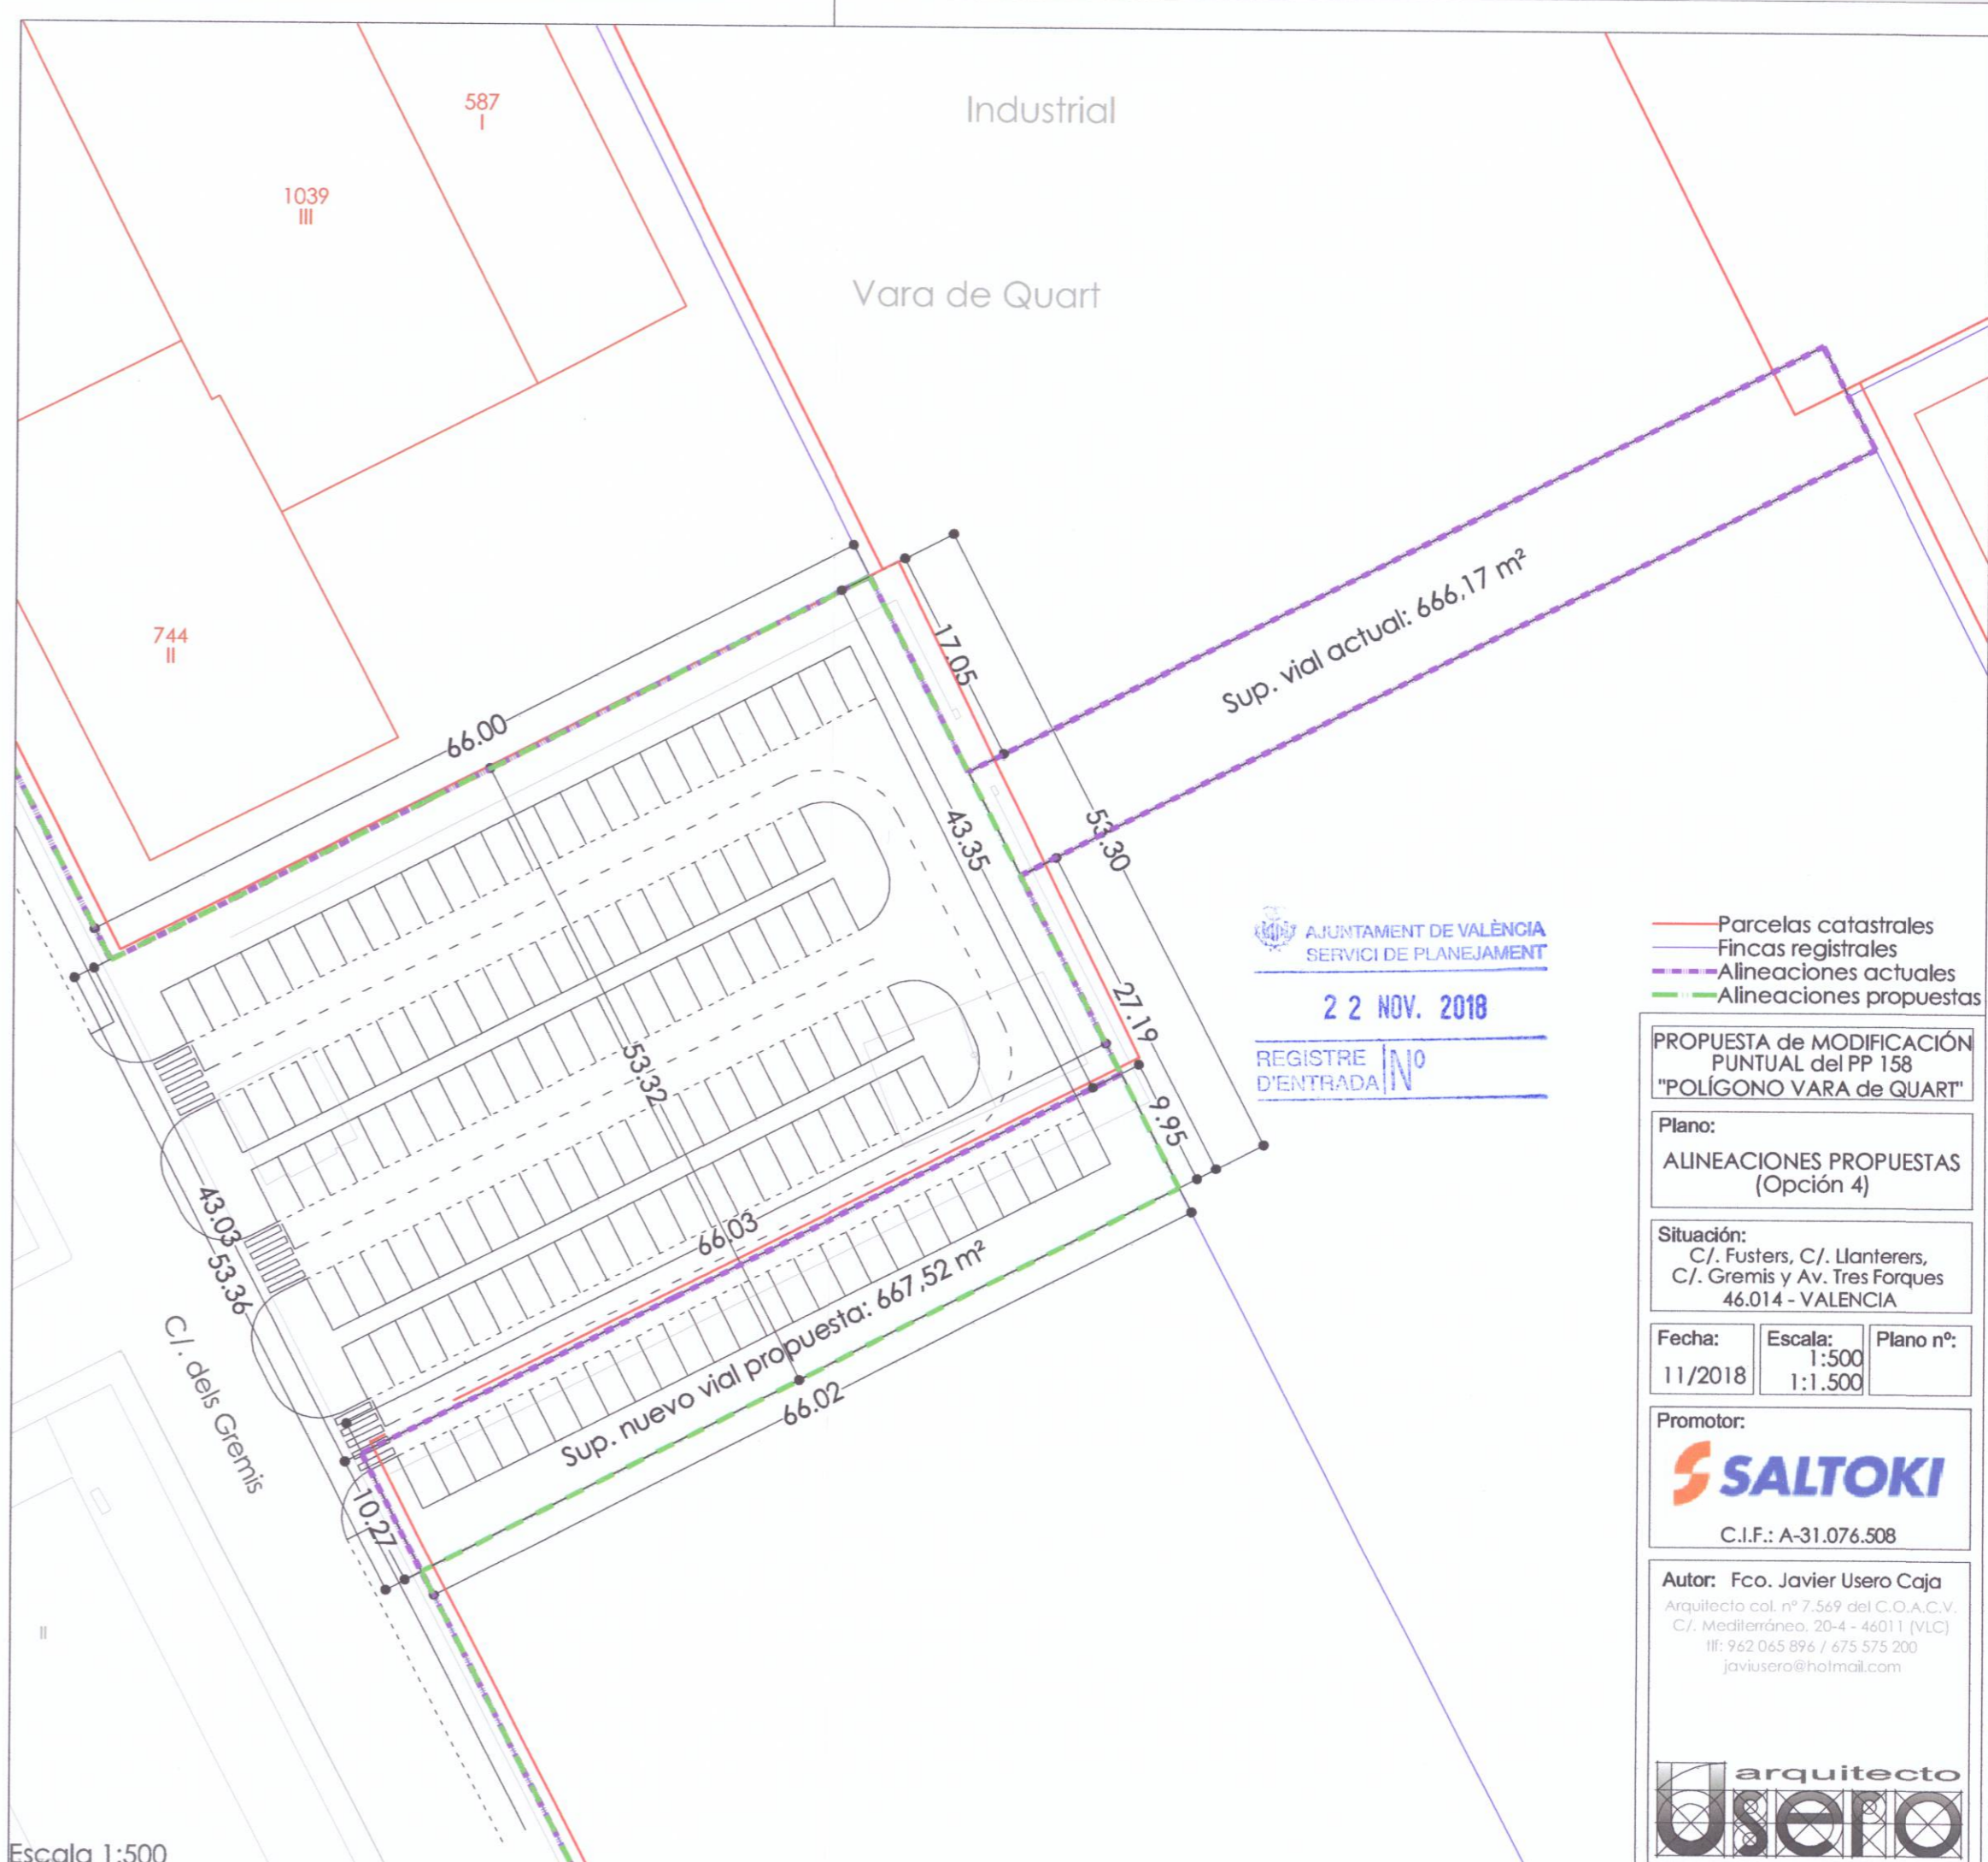 587
I
Industrial
1039
III
Vara de Quart
744
II
66.00
17.05
Sup. vial actual: 666,17 m²
43.35
53.30
27.19
53.32
9.95
43.03
53.36
66.03
Sup. nuevo vial propuesta: 667,52 m²
66.02
10.27
C/. dels Gremis
II
Escala 1:500
AJUNTAMENT DE VALÈNCIA
SERVICI DE PLANEJAMENT
22 NOV. 2018
REGISTRE
D'ENTRADA Nº
Parcelas catastrales
Fincas registrales
Alineaciones actuales
Alineaciones propuestas
PROPUESTA de MODIFICACIÓN
PUNTUAL del PP 158
"POLÍGONO VARA de QUART"
Plano:
ALINEACIONES PROPUESTAS
(Opción 4)
Situación:
C/. Fusters, C/. Llanterers,
C/. Gremis y Av. Tres Forques
46.014 - VALENCIA
Fecha:
11/2018
Escala:
1:500
1:1.500
Plano nº:
Promotor:
SALTOKI
C.I.F.: A-31.076.508
Autor: Fco. Javier Usero Caja
Arquitecto col. nº 7.569 del C.O.A.C.V.
C/. Mediterráneo, 20-4 - 46011 (VLC)
tlf: 962 065 896 / 675 575 200
javiusero@hotmail.com
arquitecto
Usero